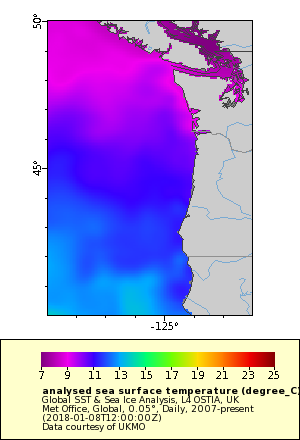 50°
45°
-125°
7 9 11 13 15 17 19 21 23 25
analysed sea surface temperature (degree_C)
Global SST & Sea Ice Analysis, L4 OSTIA, UK
Met Office, Global, 0.05°, Daily, 2007-present
(2018-01-08T12:00:00Z)
Data courtesy of UKMO